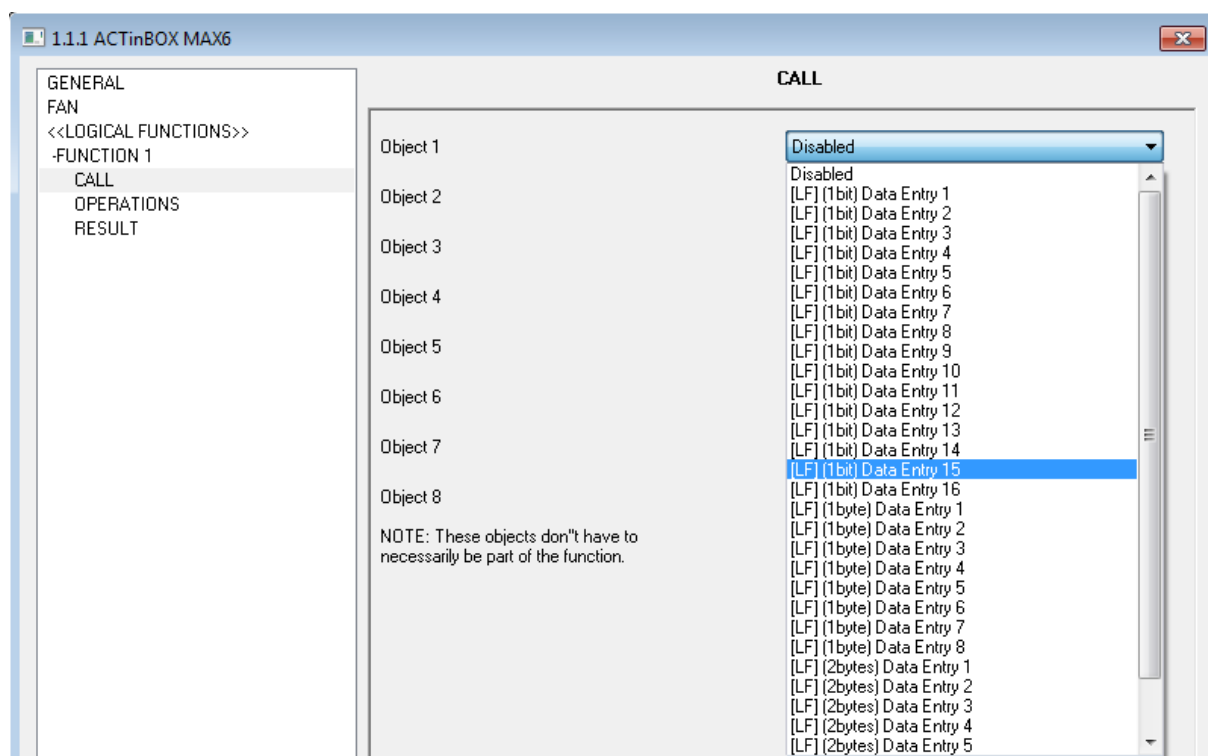 1.1.1 ACTinBOX MAX6
GENERAL
FAN
<<LOGICAL FUNCTIONS>>
-FUNCTION 1
CALL
OPERATIONS
RESULT
CALL
Object 1
Object 2
Object 3
Object 4
Object 5
Object 6
Object 7
Object 8
NOTE: These objects don"t have to
necessarily be part of the function.
Disabled
Disabled
[LF] (1bit) Data Entry 1
[LF] (1bit) Data Entry 2
[LF] (1bit) Data Entry 3
[LF] (1bit) Data Entry 4
[LF] (1bit) Data Entry 5
[LF] (1bit) Data Entry 6
[LF] (1bit) Data Entry 7
[LF] (1bit) Data Entry 8
[LF] (1bit) Data Entry 9
[LF] (1bit) Data Entry 10
[LF] (1bit) Data Entry 11
[LF] (1bit) Data Entry 12
[LF] (1bit) Data Entry 13
[LF] (1bit) Data Entry 14
[LF] (1bit) Data Entry 15
[LF] (1bit) Data Entry 16
[LF] (1byte) Data Entry 1
[LF] (1byte) Data Entry 2
[LF] (1byte) Data Entry 3
[LF] (1byte) Data Entry 4
[LF] (1byte) Data Entry 5
[LF] (1byte) Data Entry 6
[LF] (1byte) Data Entry 7
[LF] (1byte) Data Entry 8
[LF] (2bytes) Data Entry 1
[LF] (2bytes) Data Entry 2
[LF] (2bytes) Data Entry 3
[LF] (2bytes) Data Entry 4
[LF] (2bytes) Data Entry 5